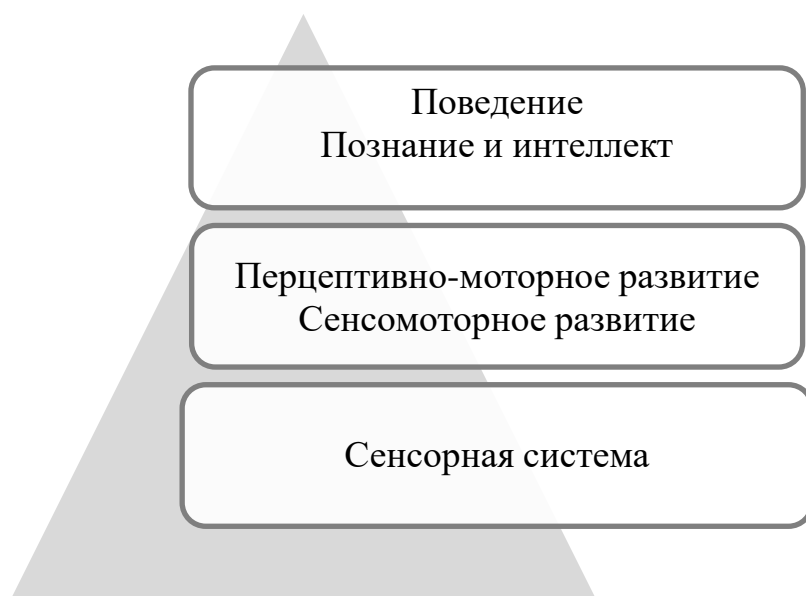 Поведение
Познание и интеллект
Перцептивно-моторное развитие
Сенсомоторное развитие
Сенсорная система